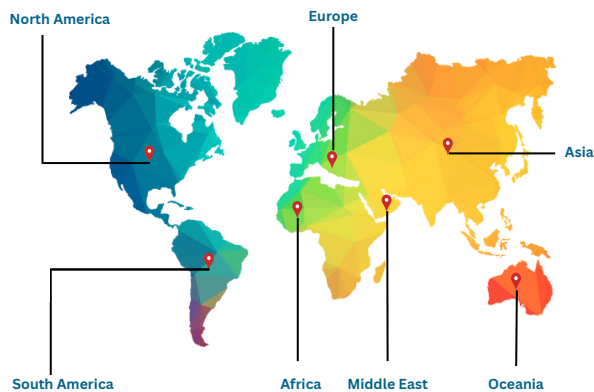 Europe
North America
Asia
South America
Africa
Middle East
Oceania